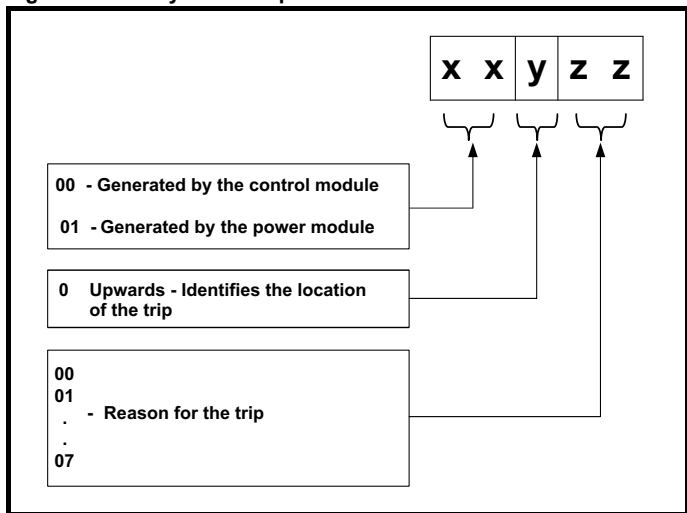 x x y z z
00 - Generated by the control module
01 - Generated by the power module
0 Upwards - Identifies the location
of the trip
00
01
.
- Reason for the trip
.
07